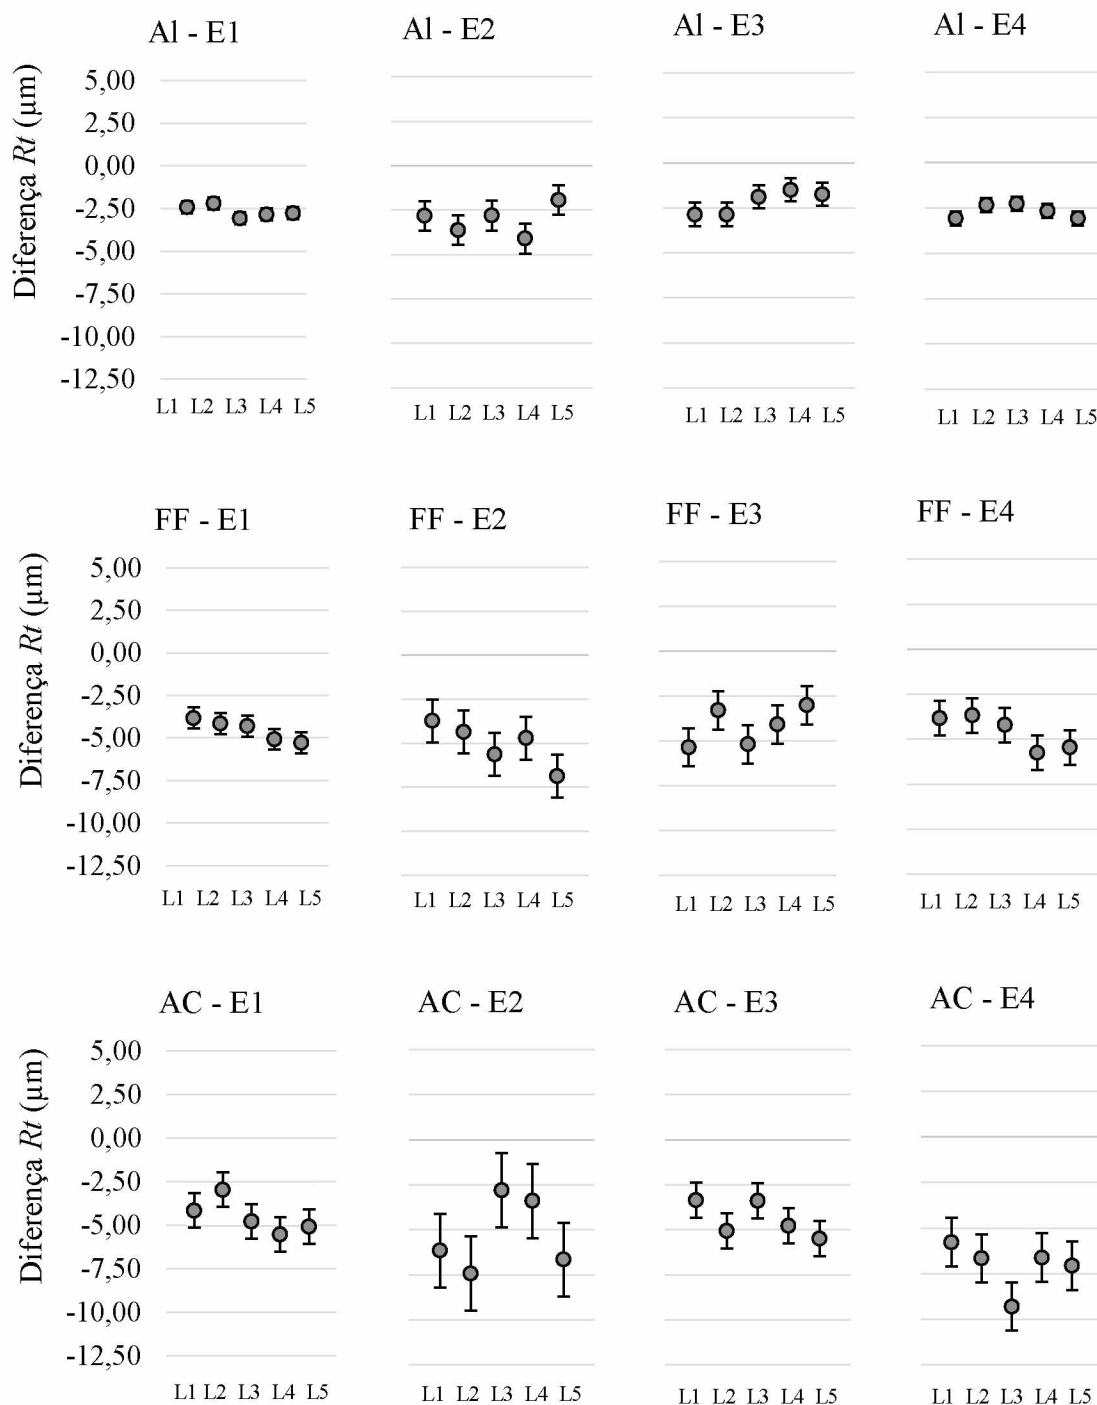 Al - E1 Al - E2 Al - E3 Al - E4
Diferença Rt (µm)
5,00
2,50
0,00
-2,50
-5,00
-7,50
-10,00
-12,50
L1 L2 L3 L4 L5 L1 L2 L3 L4 L5 L1 L2 L3 L4 L5 L1 L2 L3 L4 L5
FF - E1 FF - E2 FF - E3 FF - E4
Diferença Rt (µm)
5,00
2,50
0,00
-2,50
-5,00
-7,50
-10,00
-12,50
L1 L2 L3 L4 L5 L1 L2 L3 L4 L5 L1 L2 L3 L4 L5 L1 L2 L3 L4 L5
AC - E1 AC - E2 AC - E3 AC - E4
Diferença Rt (µm)
5,00
2,50
0,00
-2,50
-5,00
-7,50
-10,00
-12,50
L1 L2 L3 L4 L5 L1 L2 L3 L4 L5 L1 L2 L3 L4 L5 L1 L2 L3 L4 L5